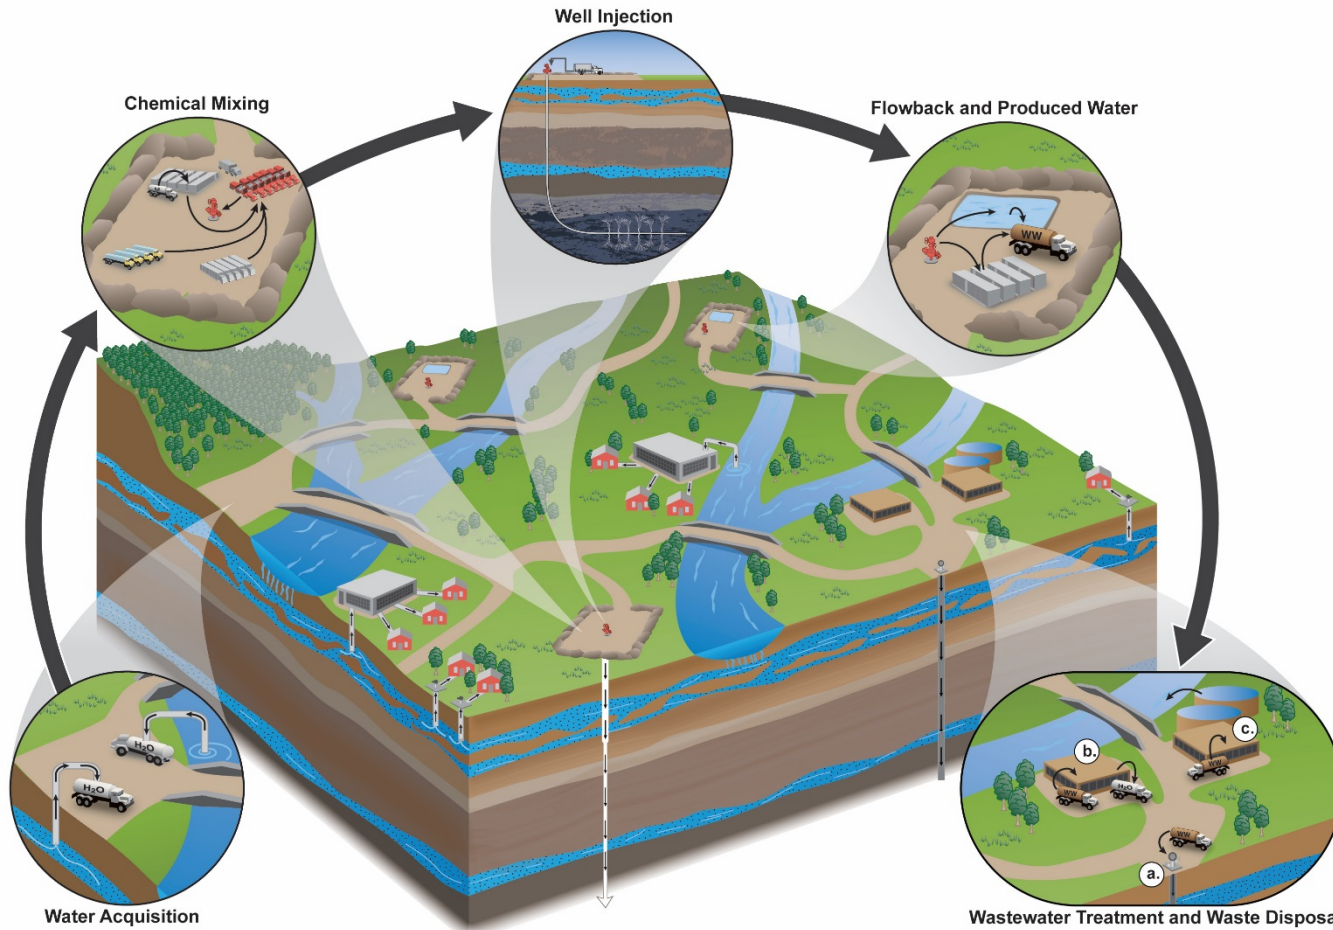 Well Injection
Chemical Mixing
Flowback and Produced Water
WW
H₂O
H₂O
Water Acquisition
c.
b.
WW
WW
H₂O
WW
a.
Wastewater Treatment and Waste Disposa